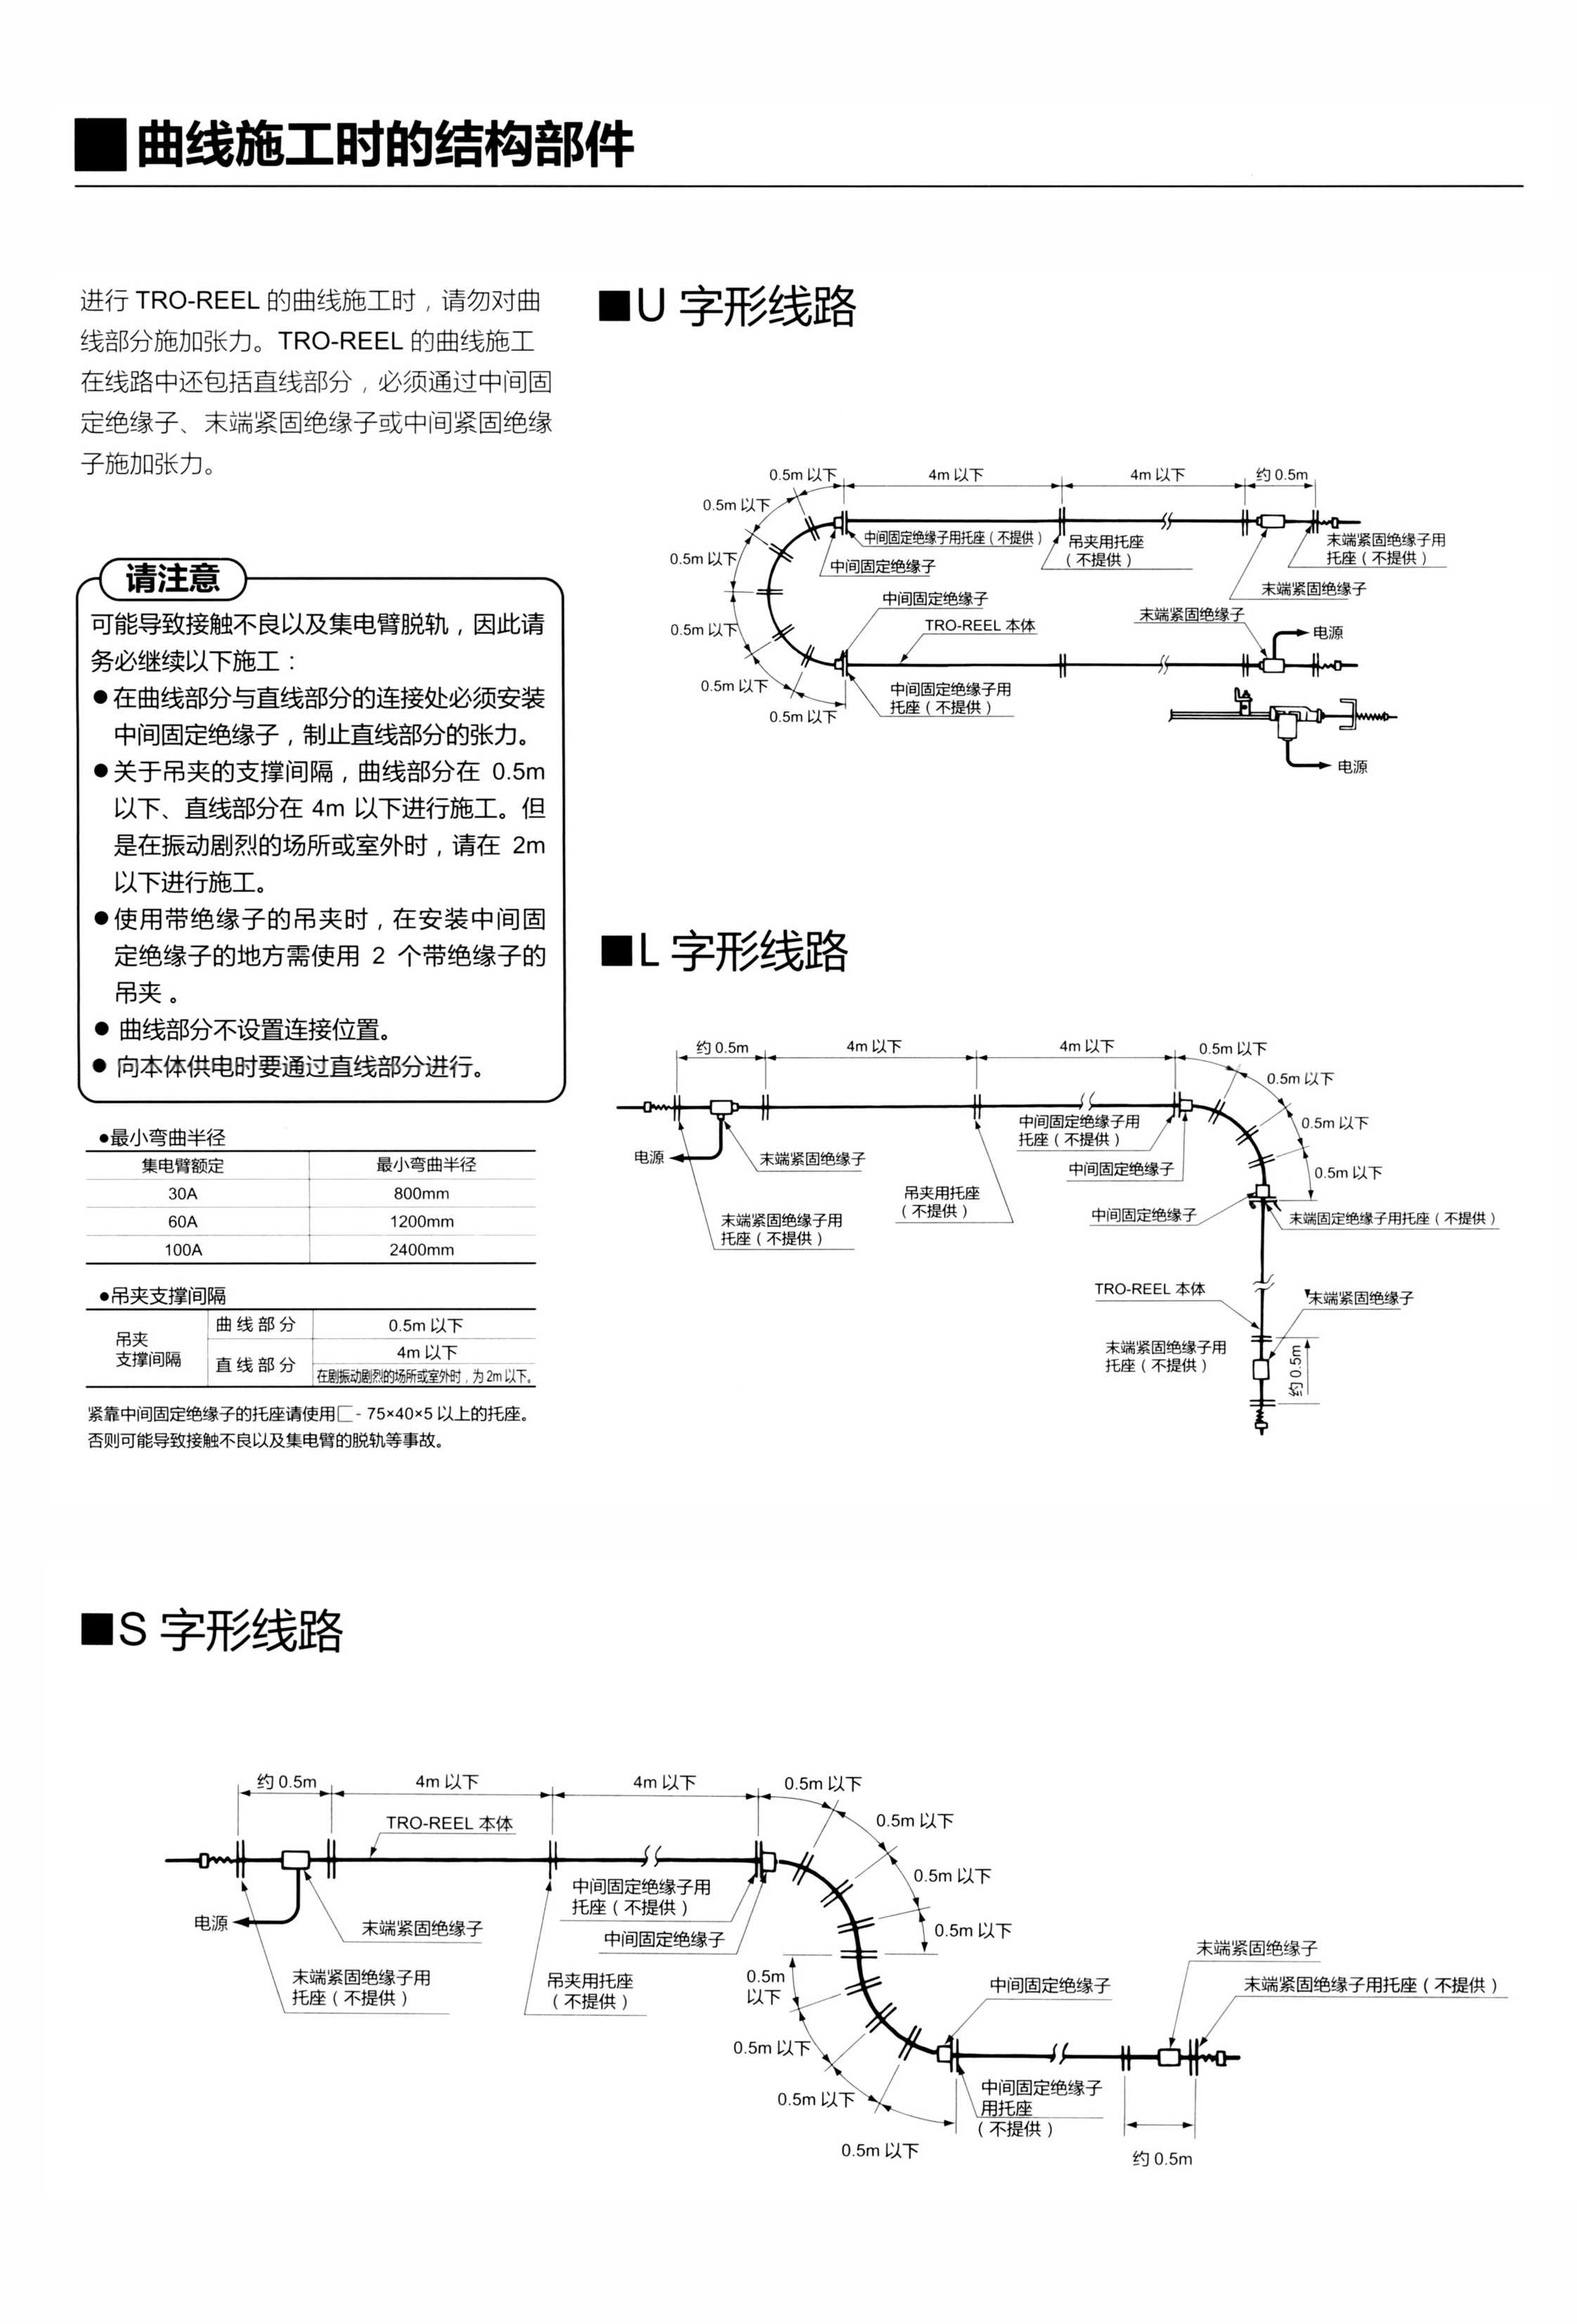 ■曲线施工时的结构部件
进行 TRO-REEL 的曲线施工时，请勿对曲
线部分施加张力。TRO-REEL 的曲线施工
在线路中还包括直线部分，必须通过中间固
定绝缘子、末端紧固绝缘子或中间紧固绝缘
子施加张力。
请注意
可能导致接触不良以及集电臂脱轨，因此请
务必继续以下施工：
●在曲线部分与直线部分的连接处必须安装
中间固定绝缘子，制止直线部分的张力。
●关于吊夹的支撑间隔，曲线部分在 0.5m
以下、直线部分在 4m 以下进行施工。但
是在振动剧烈的场所或室外时，请在 2m
以下进行施工。
●使用带绝缘子的吊夹时，在安装中间固
定绝缘子的地方需使用 2 个带绝缘子的
吊夹 。
● 曲线部分不设置连接位置。
● 向本体供电时要通过直线部分进行。
●最小弯曲半径
集电臂额定 最小弯曲半径
30A 800mm
60A 1200mm
100A 2400mm
●吊夹支撑间隔
吊夹
支撑间隔
曲线部分 0.5m 以下
直线部分 4m 以下
在剧振动剧烈的场所或室外时，为 2m 以下。
紧靠中间固定绝缘子的托座请使用匚- 75×40×5 以上的托座。
否则可能导致接触不良以及集电臂的脱轨等事故。
■U 字形线路
0.5m 以下 4m 以下 4m 以下 约 0.5m
0.5m 以下
中间固定绝缘子用托座（不提供）
吊夹用托座
（不提供）
末端紧固绝缘子用
托座（不提供）
0.5m 以下
中间固定绝缘子
末端紧固绝缘子
中间固定绝缘子
末端紧固绝缘子
TRO-REEL 本体
电源
0.5m 以下
0.5m 以下
中间固定绝缘子用
托座（不提供）
0.5m 以下
电源
■L 字形线路
约 0.5m 4m 以下 4m 以下 0.5m 以下
0.5m 以下
中间固定绝缘子用
托座（不提供）
0.5m 以下
电源
末端紧固绝缘子
中间固定绝缘子
0.5m 以下
吊夹用托座
（不提供）
末端紧固绝缘子用
托座（不提供）
中间固定绝缘子
末端固定绝缘子用托座（不提供）
TRO-REEL 本体
末端紧固绝缘子
末端紧固绝缘子用
托座（不提供）
约 0.5m
■S 字形线路
约 0.5m 4m 以下 4m 以下 0.5m 以下
TRO-REEL 本体
0.5m 以下
中间固定绝缘子用
托座（不提供）
0.5m 以下
电源
末端紧固绝缘子
中间固定绝缘子
0.5m 以下
末端紧固绝缘子
末端紧固绝缘子用
托座（不提供）
吊夹用托座
（不提供）
0.5m
以下
中间固定绝缘子
末端紧固绝缘子用托座（不提供）
0.5m 以下
0.5m 以下
中间固定绝缘子
用托座
（不提供）
0.5m 以下
约 0.5m